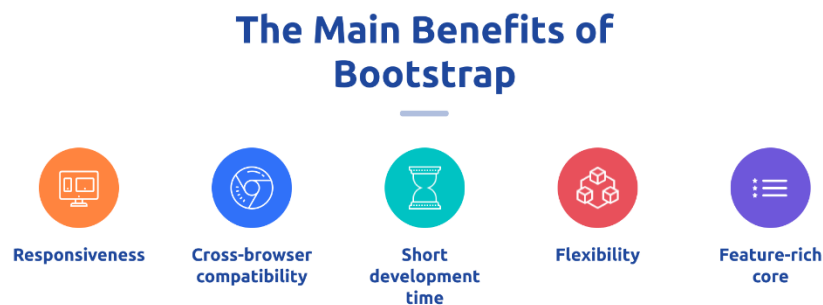 The Main Benefits of
Bootstrap
Responsiveness
Cross-browser
compatibility
Short
development
time
Flexibility
Feature-rich
core